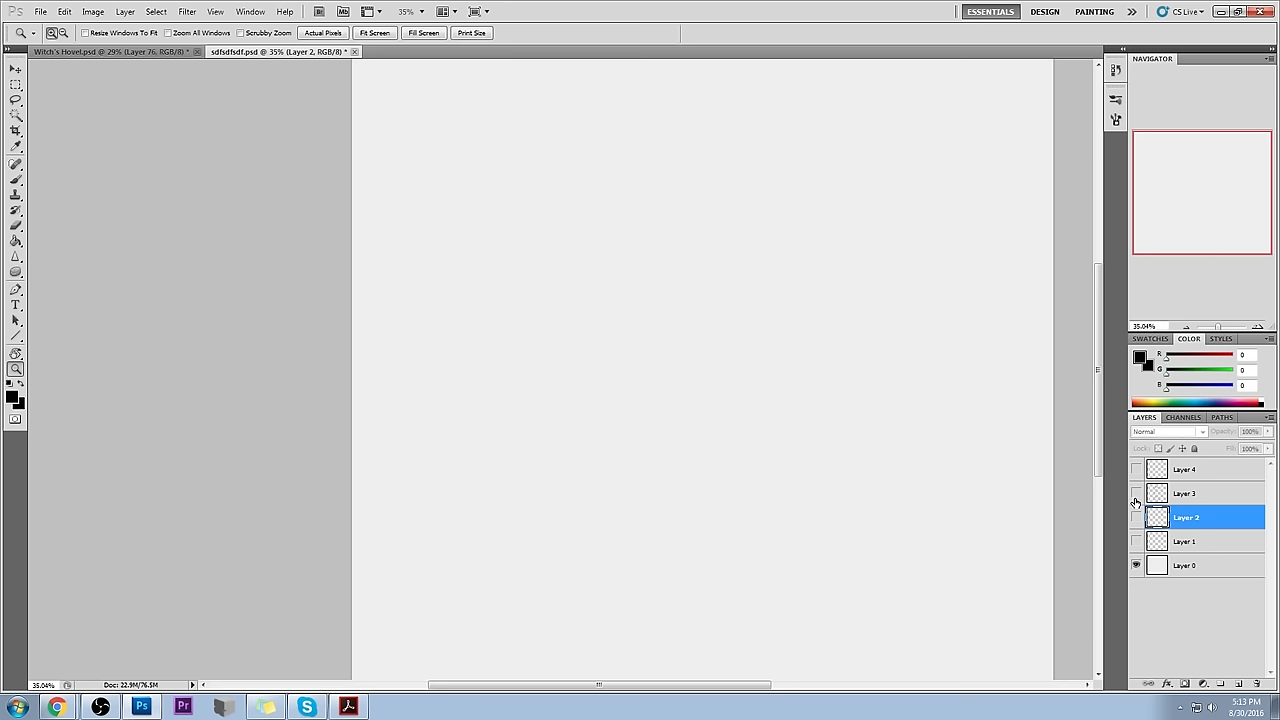 Ps File Edit Image Layer Select Filter View Window Help Mb 35% ESSENTIALS DESIGN PAINTING CS Live
Resize Windows To Fit Zoom All Windows Scrubby Zoom Actual Pixels Fit Screen Fill Screen Print Size
Witch's Hovel.psd @ 29% (Layer 76, RGB/8) * sdfsdfsdf.psd @ 35% (Layer 2, RGB/8) *
NAVIGATOR
35.04%
SWATCHES COLOR STYLES
R 0
G 0
B 0
LAYERS CHANNELS PATHS
Normal Opacity: 100%
Lock: Fill: 100%
Layer 4
Layer 3
Layer 2
Layer 1
Layer 0
35.04% Doc: 22.9M/76.5M
Ps Pr S
5:13 PM
8/30/2016